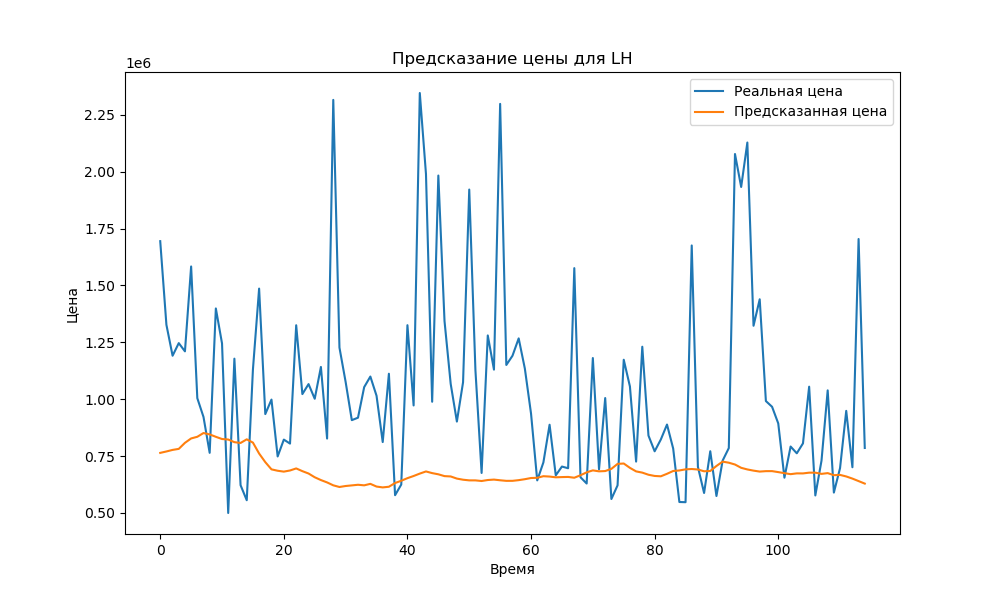 Предсказание цены для LH
1e6
Реальная цена
Предсказанная цена
2.25
2.00
1.75
1.50
1.25
1.00
0.75
0.50
Цена
0 20 40 60 80 100
Время